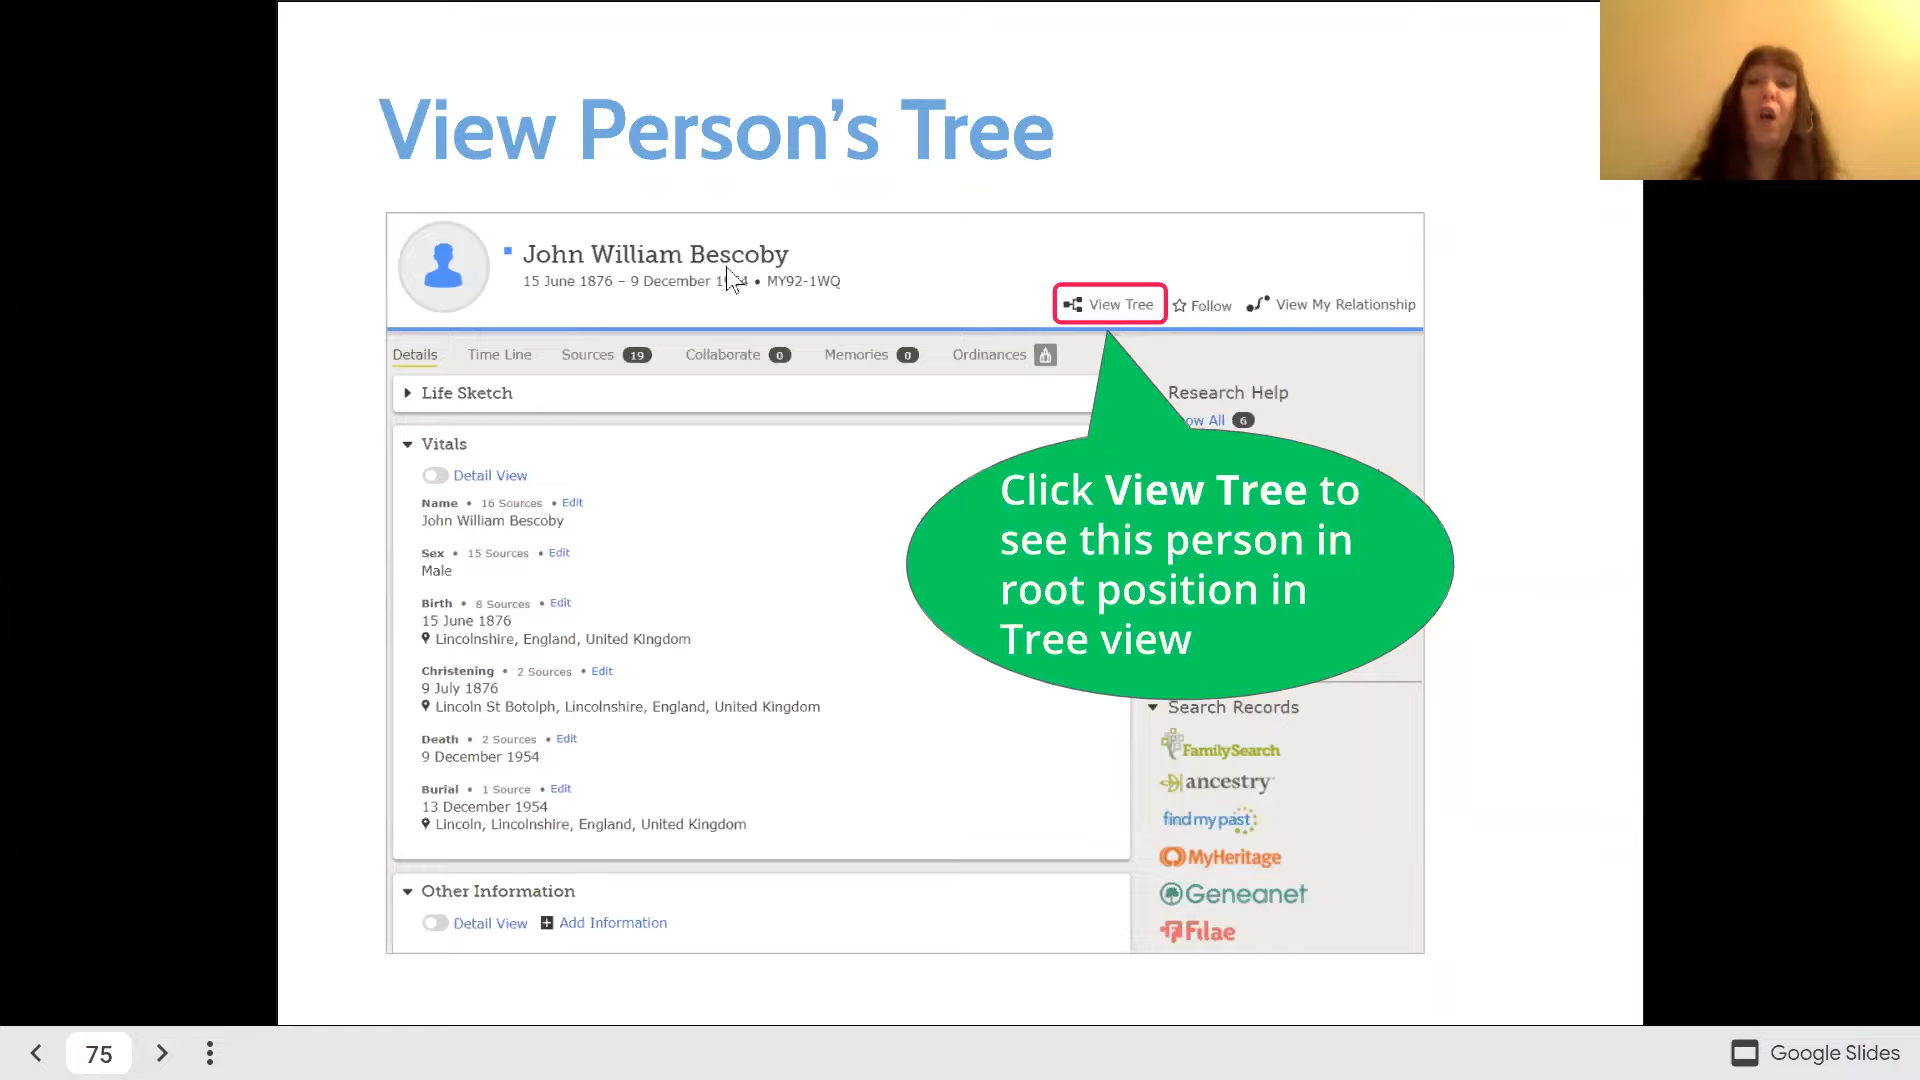 View Person's Tree
John William Bescoby
15 June 1876 – 9 December 1954 • MY92-1WQ
View Tree Follow View My Relationship
Details Time Line Sources 19 Collaborate 0 Memories 0 Ordinances
Life Sketch
Research Help
All 6
Vitals
Detail View
Name • 16 Sources • Edit
John William Bescoby
Sex • 15 Sources • Edit
Male
Birth • 8 Sources • Edit
15 June 1876
Lincolnshire, England, United Kingdom
Christening • 2 Sources • Edit
9 July 1876
Lincoln St Botolph, Lincolnshire, England, United Kingdom
Death • 2 Sources • Edit
9 December 1954
Burial • 1 Source • Edit
13 December 1954
Lincoln, Lincolnshire, England, United Kingdom
Other Information
Detail View Add Information
Click View Tree to
see this person in
root position in
Tree view
Search Records
FamilySearch
ancestry
findmypast
MyHeritage
Geneanet
Filae
75
Google Slides